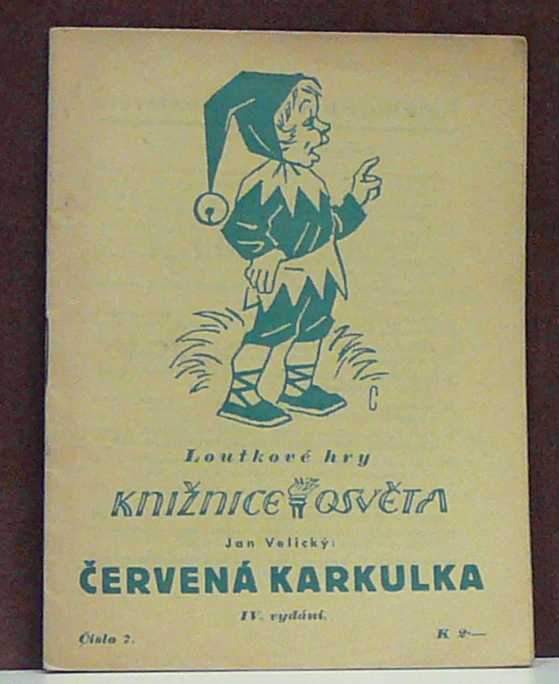 Loutkové hry
KNIŽNICE OSVĚTA
Jan Velický:
ČERVENÁ KARKULKA
IV. vydání.
Číslo 7. K 2·—